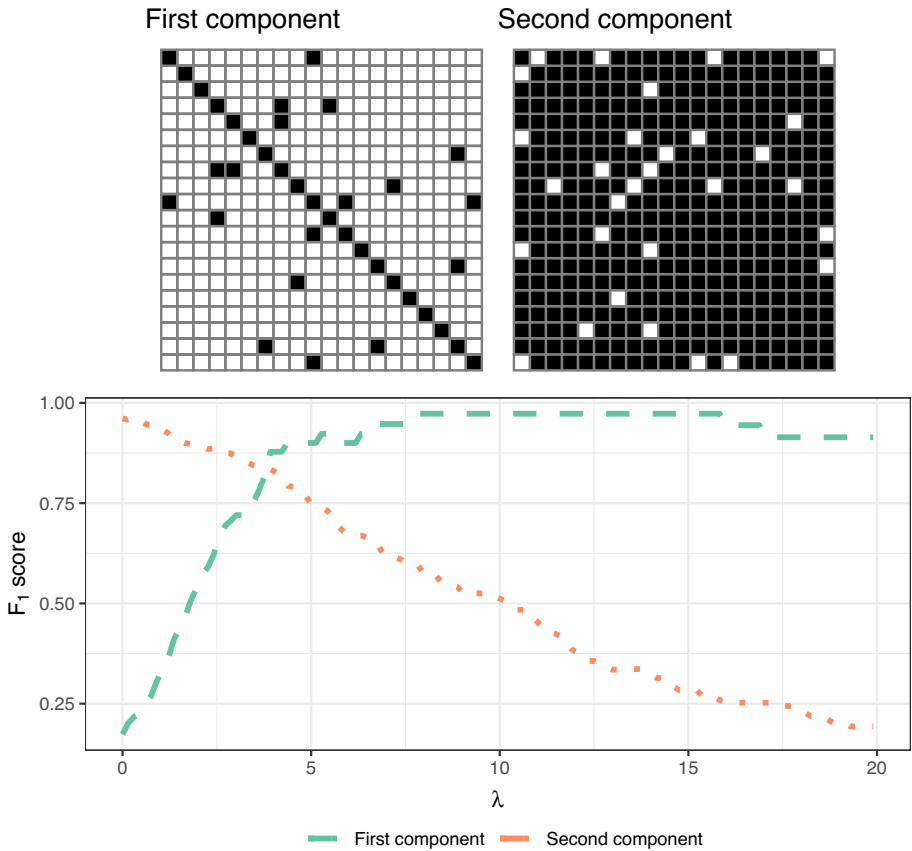 First component Second component
1.00
0.75
0.50
0.25
F₁ score
0 5 10 15 20
λ
First component Second component